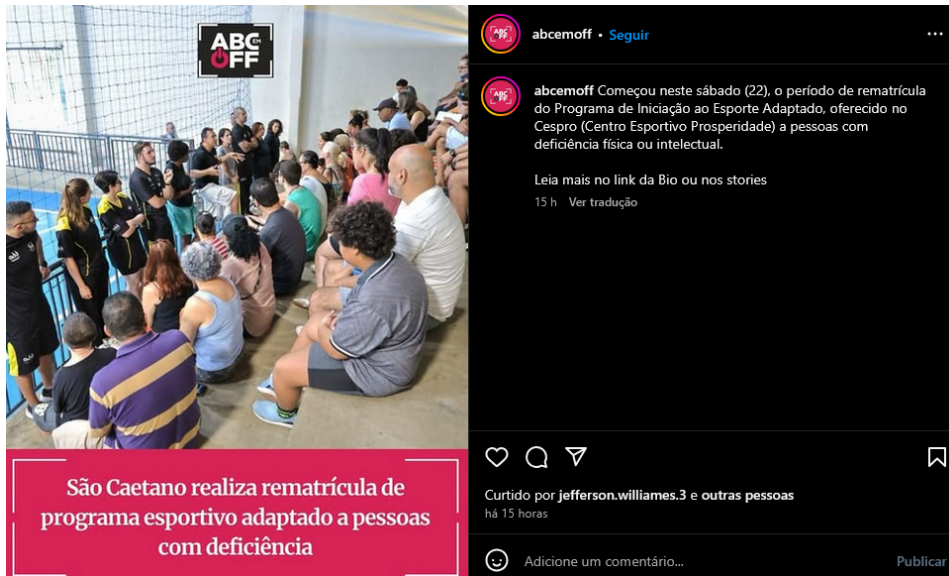 ABC EM
OFF
São Caetano realiza rematrícula de
programa esportivo adaptado a pessoas
com deficiência
abcemoff • Seguir
abcemoff Começou neste sábado (22), o período de rematrícula
do Programa de Iniciação ao Esporte Adaptado, oferecido no
Cespro (Centro Esportivo Prosperidade) a pessoas com
deficiência física ou intelectual.
Leia mais no link da Bio ou nos stories
15 h Ver tradução
Curtido por jefferson.williames.3 e outras pessoas
há 15 horas
Adicione um comentário... Publicar